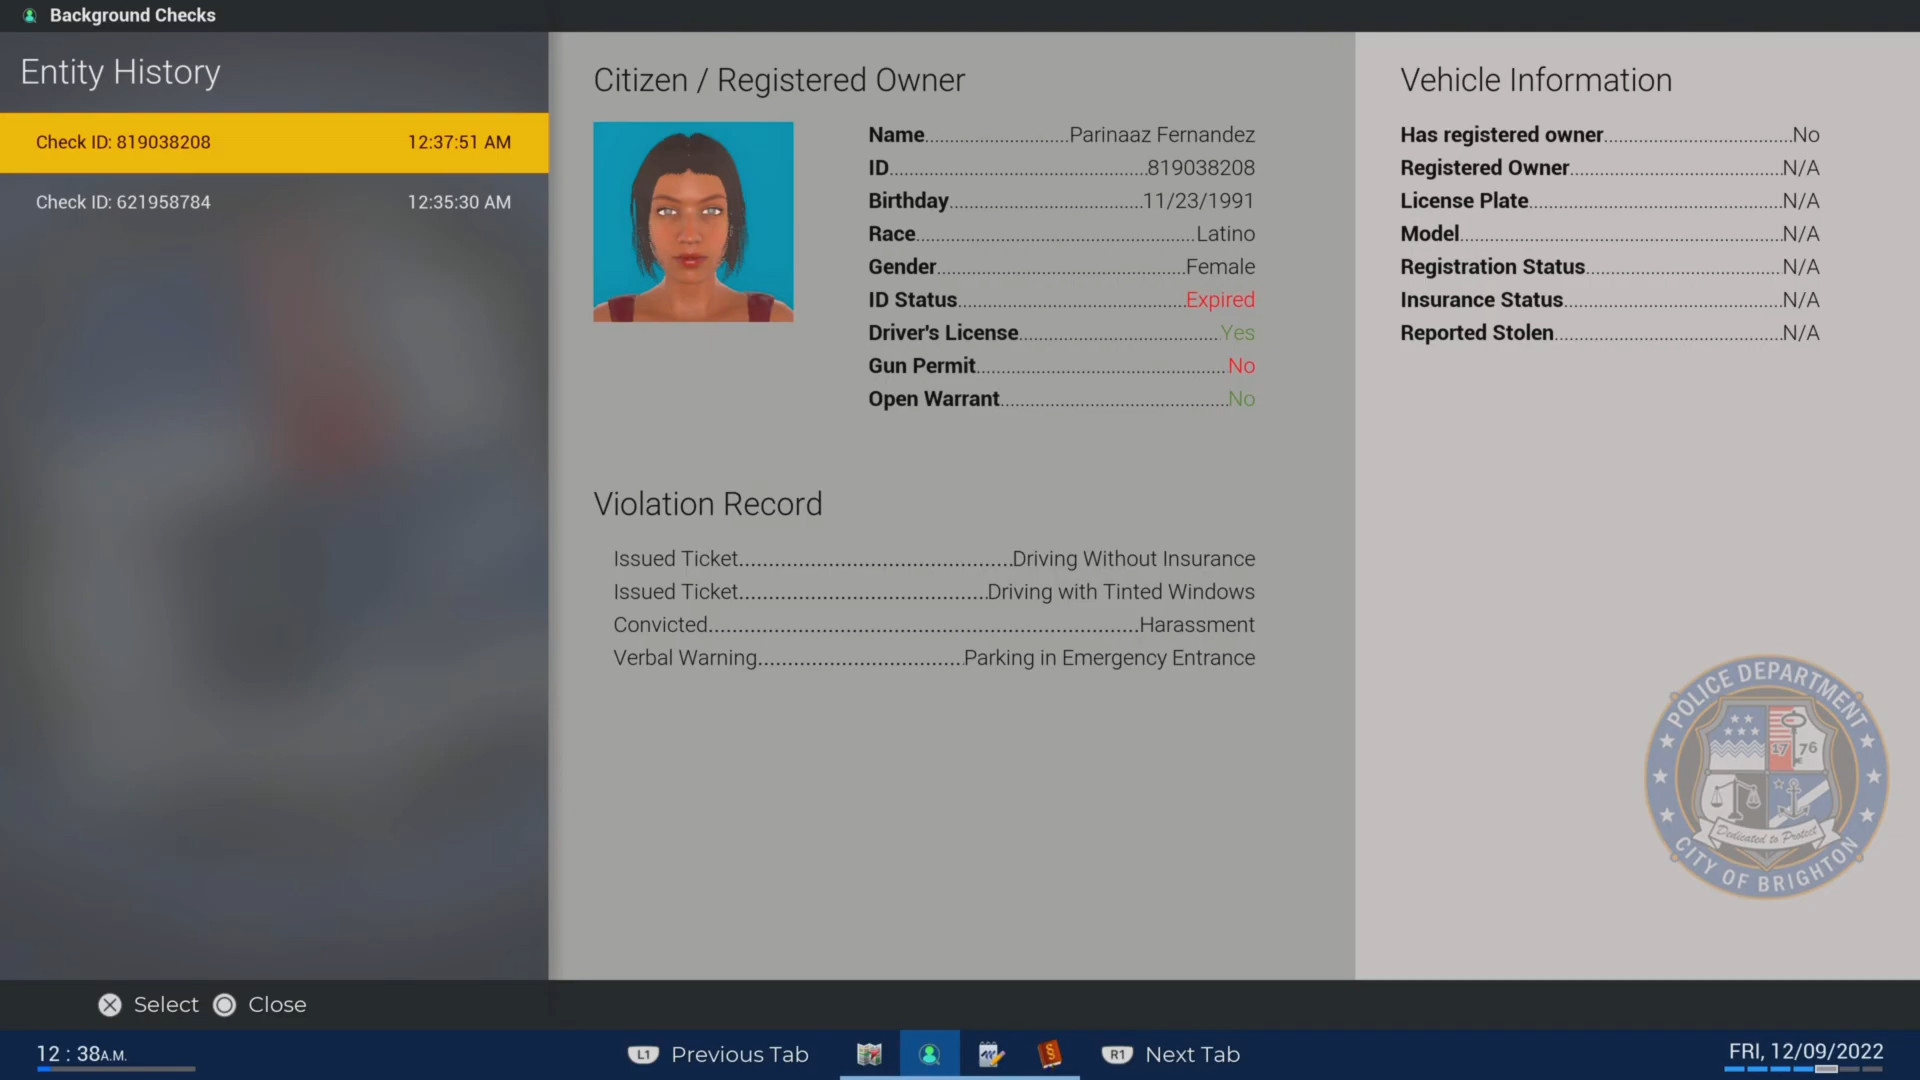 Background Checks
Entity History
Check ID: 819038208 12:37:51 AM
Check ID: 621958784 12:35:30 AM
Citizen / Registered Owner
Name..............................Parinaaz Fernandez
ID..............................819038208
Birthday..............................11/23/1991
Race..............................Latino
Gender..............................Female
ID Status..............................Expired
Driver's License..............................Yes
Gun Permit..............................No
Open Warrant..............................No
Violation Record
Issued Ticket..............................Driving Without Insurance
Issued Ticket..............................Driving with Tinted Windows
Convicted..............................Harassment
Verbal Warning..............................Parking in Emergency Entrance
Vehicle Information
Has registered owner..............................No
Registered Owner..............................N/A
License Plate..............................N/A
Model..............................N/A
Registration Status..............................N/A
Insurance Status..............................N/A
Reported Stolen..............................N/A
POLICE DEPARTMENT
17 76
Dedicated to Protect
CITY OF BRIGHTON
Select Close
12 : 38A.M.
L1 Previous Tab
R1 Next Tab
FRI, 12/09/2022